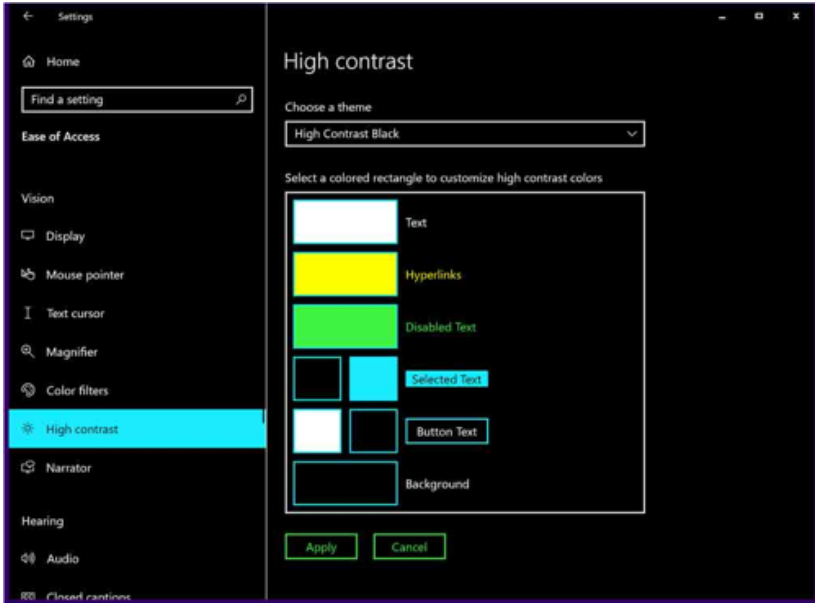 Settings
Home
Find a setting
Ease of Access
Vision
Display
Mouse pointer
Text cursor
Magnifier
Color filters
High contrast
Narrator
Hearing
Audio
Closed captions
High contrast
Choose a theme
High Contrast Black
Select a colored rectangle to customize high contrast colors
Text
Hyperlinks
Disabled Text
Selected Text
Button Text
Background
Apply
Cancel